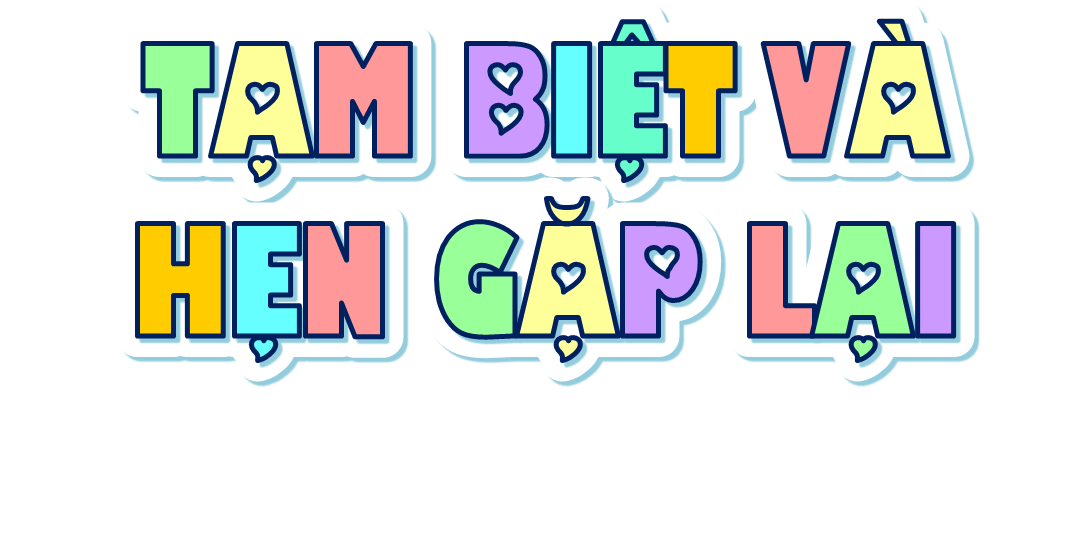 TẠM BIỆT VÀ
HẸN GẶP LẠI